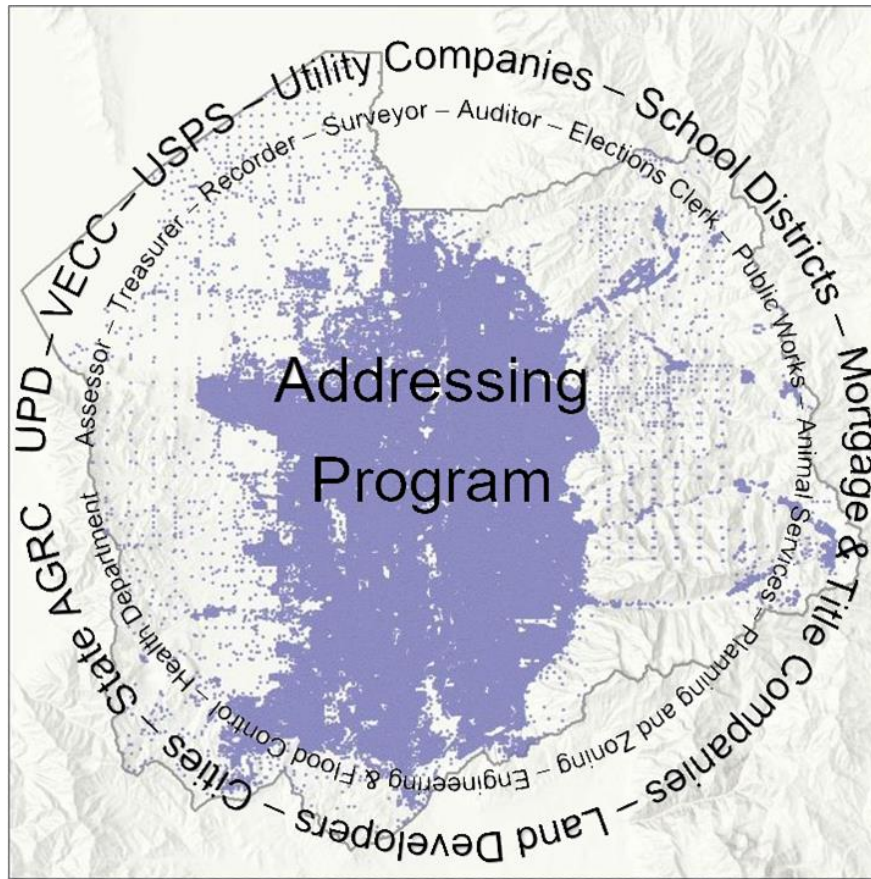 UPD – VECC – USPS – Utility Companies – School Districts – Mortgage & Title Companies – Land Developers – Cities – State AGRC
Assessor – Treasurer – Recorder – Surveyor – Auditor – Elections Clerk – Public Works – Animal Services – Planning and Zoning – Engineering & Flood Control – Health Department
Addressing
Program